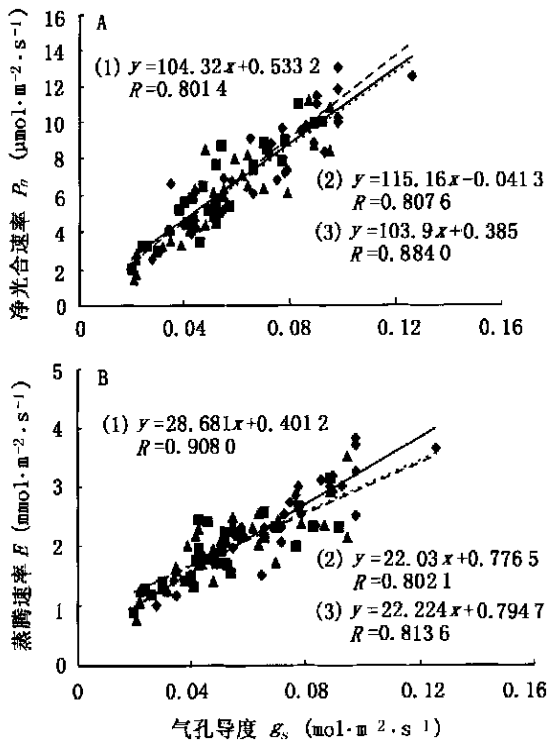 A
净光合速率 Pn (μmol·m⁻²·s⁻¹)
16
14
12
10
8
6
4
2
0
(1) y=104.32x+0.533 2
R=0.801 4
(2) y=115.16x-0.041 3
R=0.807 6
(3) y=103.9x+0.385
R=0.884 0
0 0.04 0.08 0.12 0.16
B
蒸腾速率 E (mmol·m⁻²·s⁻¹)
5
4
3
2
1
0
(1) y=28.681x+0.401 2
R=0.908 0
(2) y=22.03x+0.776 5
R=0.802 1
(3) y=22.224x+0.794 7
R=0.813 6
0 0.04 0.08 0.12 0.16
气孔导度 gs (mol·m⁻²·s⁻¹)